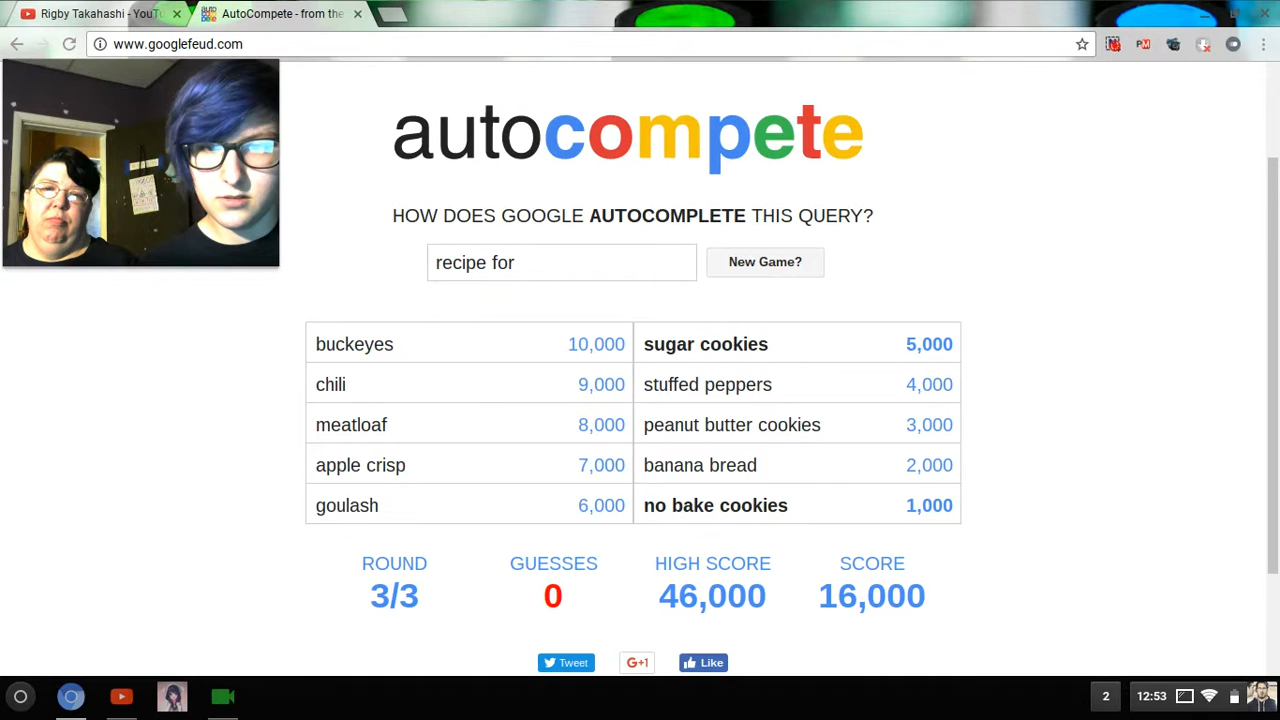 Rigby Takahashi - YouTu
AutoCompete - from the
www.googlefeud.com
autocompete
HOW DOES GOOGLE AUTOCOMPLETE THIS QUERY?
recipe for
New Game?
buckeyes 10,000 sugar cookies 5,000
chili 9,000 stuffed peppers 4,000
meatloaf 8,000 peanut butter cookies 3,000
apple crisp 7,000 banana bread 2,000
goulash 6,000 no bake cookies 1,000
ROUND GUESSES HIGH SCORE SCORE
3/3 0 46,000 16,000
Tweet G+1 Like
2 12:53